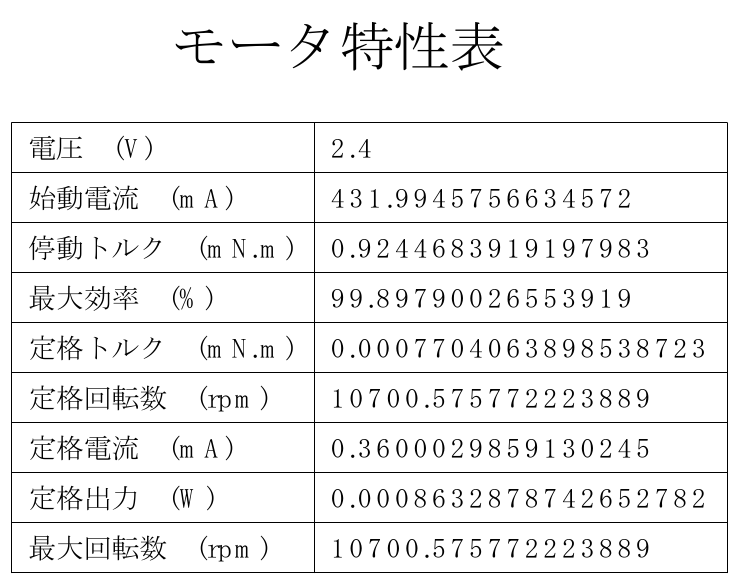 モータ特性表
電圧 (V) 2.4
始動電流 (mA) 431.9945756634572
停動トルク (mN.m) 0.9244683919197983
最大効率 (%) 99.89790026553919
定格トルク (mN.m) 0.0007704063898538723
定格回転数 (rpm) 10700.575772223889
定格電流 (mA) 0.3600029859130245
定格出力 (W) 0.0008632878742652782
最大回転数 (rpm) 10700.575772223889